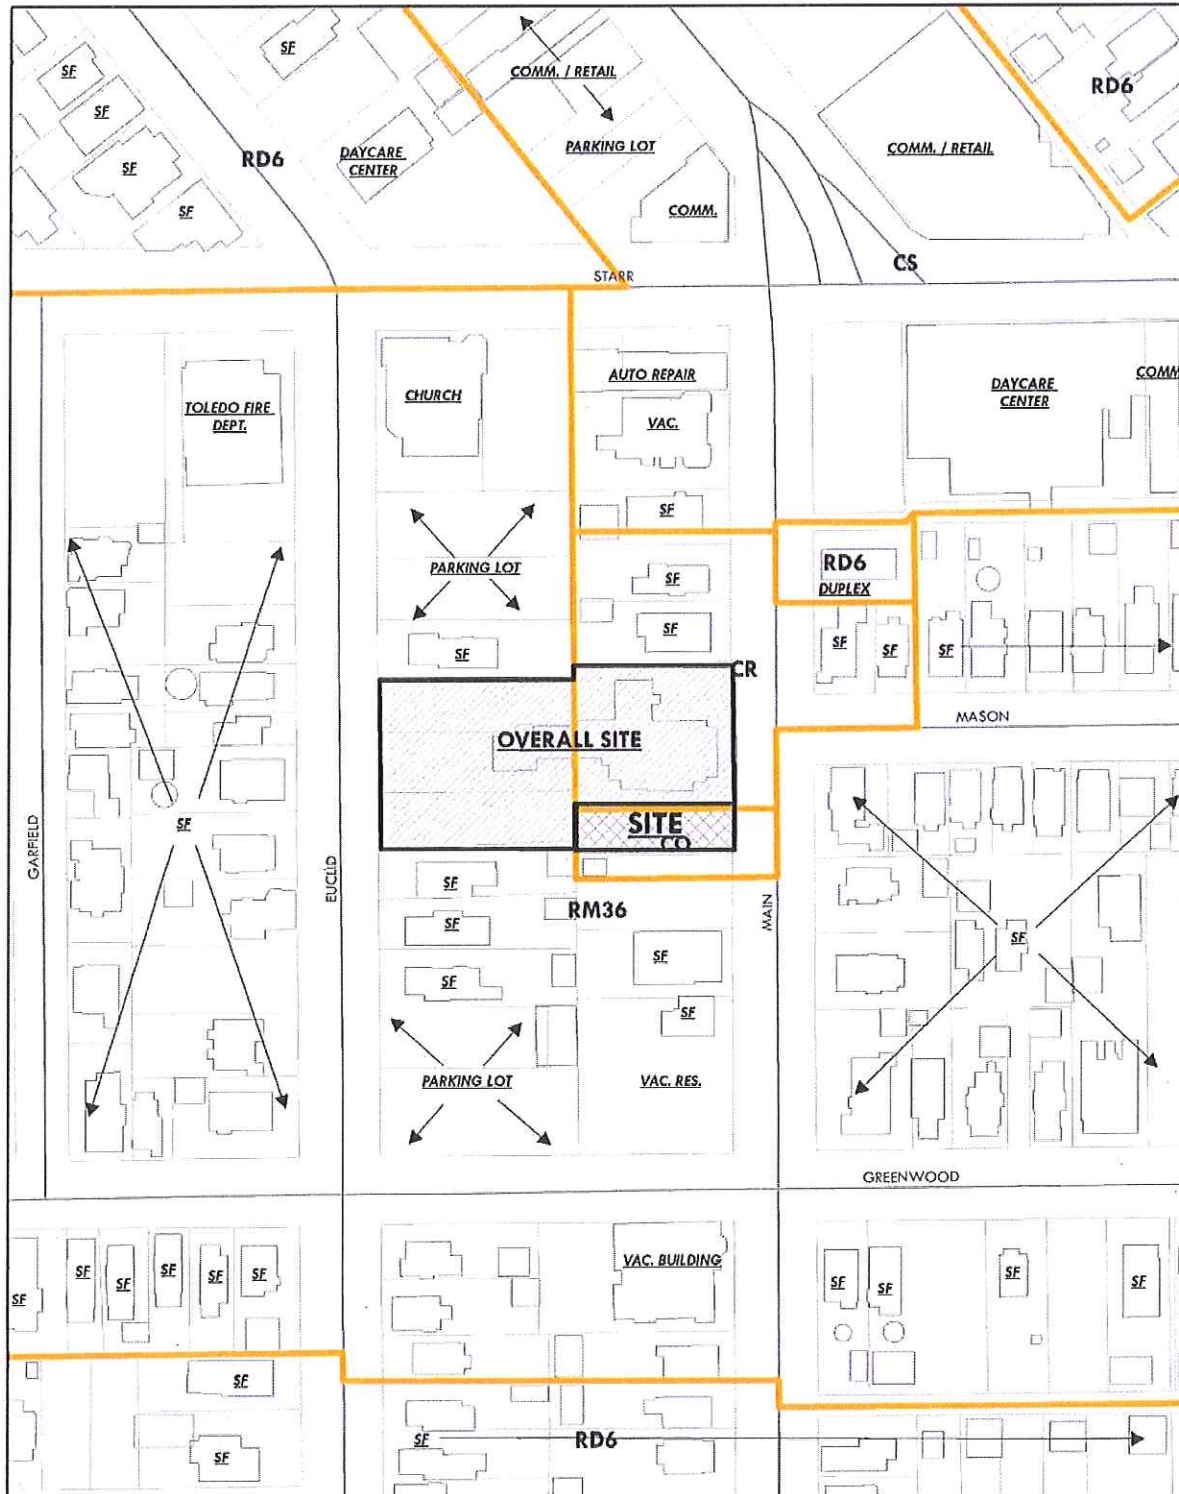 SF
COMM. / RETAIL
SF
RD6
SF
RD6
DAYCARE
CENTER
PARKING LOT
COMM. / RETAIL
SF
SF
COMM.
CS
STARR
TOLEDO FIRE
DEPT.
CHURCH
AUTO REPAIR
DAYCARE
CENTER
COMM
VAC.
SF
PARKING LOT
RD6
DUPLEX
SF
SF
SF
SF
SF
SF
CR
MASON
OVERALL SITE
SITE
CO
GARFIELD
SF
EUCLID
MAIN
SF
RM36
SF
SF
SF
SF
SF
PARKING LOT
VAC. RES.
GREENWOOD
SF
SF
SF
SF
SF
SF
VAC. BUILDING
SF
SF
SF
SF
SF
SF
SF
RD6